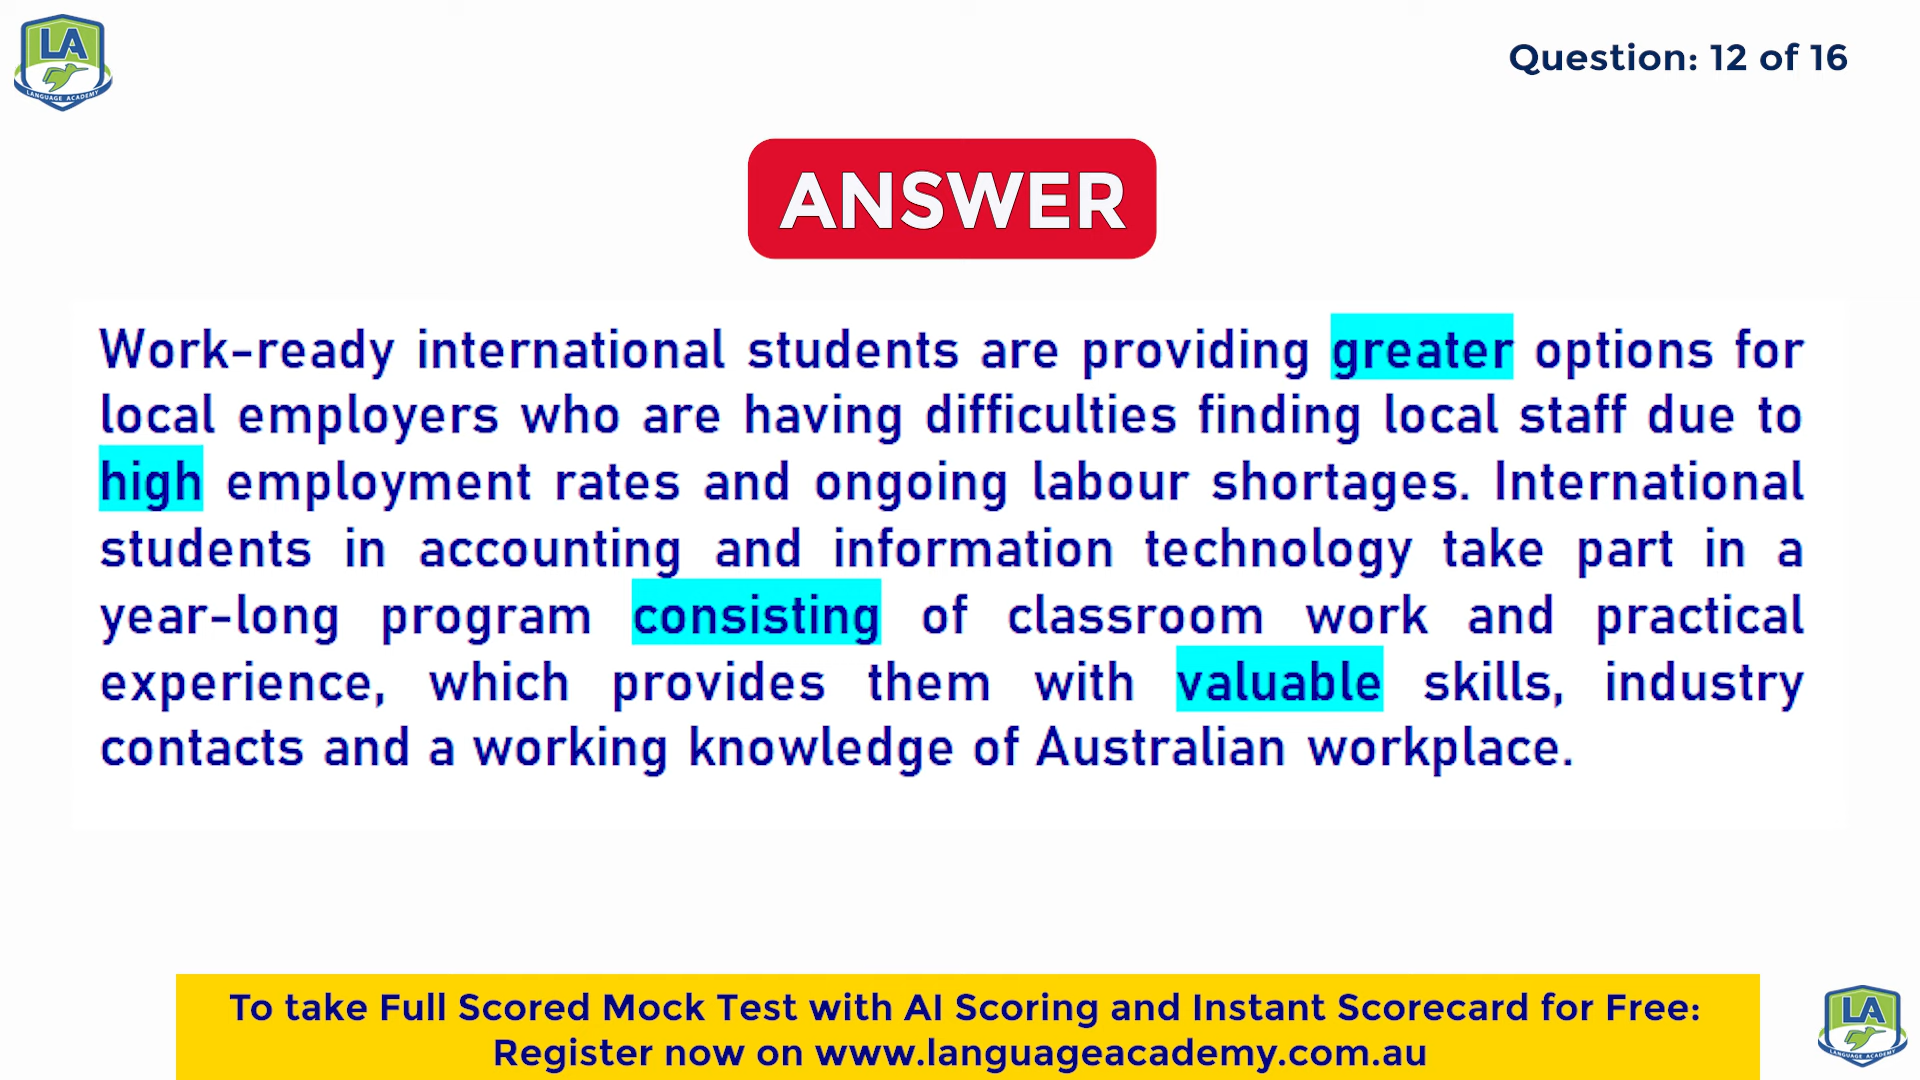 LA
LANGUAGE ACADEMY
Question: 12 of 16
ANSWER
Work-ready international students are providing greater options for
local employers who are having difficulties finding local staff due to
high employment rates and ongoing labour shortages. International
students in accounting and information technology take part in a
year-long program consisting of classroom work and practical
experience, which provides them with valuable skills, industry
contacts and a working knowledge of Australian workplace.
To take Full Scored Mock Test with AI Scoring and Instant Scorecard for Free:
Register now on www.languageacademy.com.au
LA
LANGUAGE ACADEMY